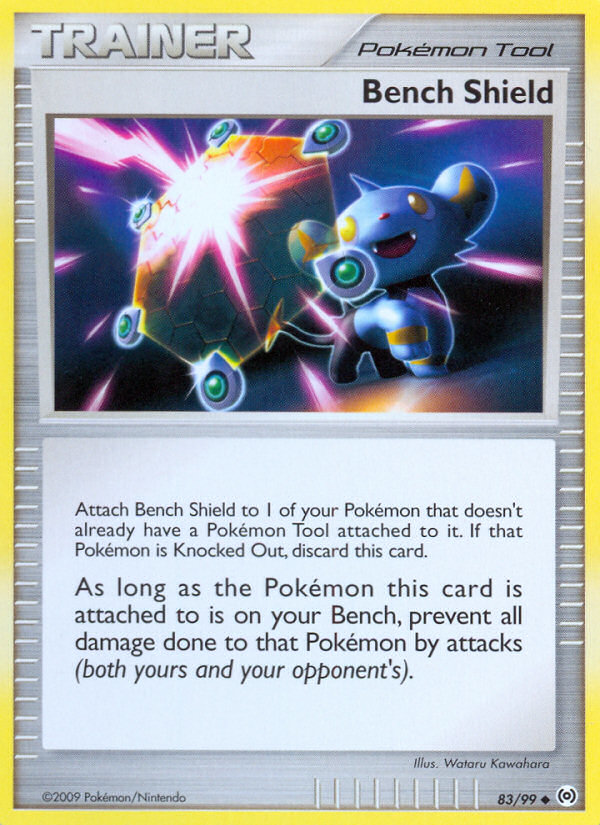 TRAINER
Pokémon Tool
Bench Shield
Attach Bench Shield to 1 of your Pokémon that doesn't
already have a Pokémon Tool attached to it. If that
Pokémon is Knocked Out, discard this card.
As long as the Pokémon this card is
attached to is on your Bench, prevent all
damage done to that Pokémon by attacks
(both yours and your opponent's).
Illus. Wataru Kawahara
©2009 Pokémon/Nintendo
83/99